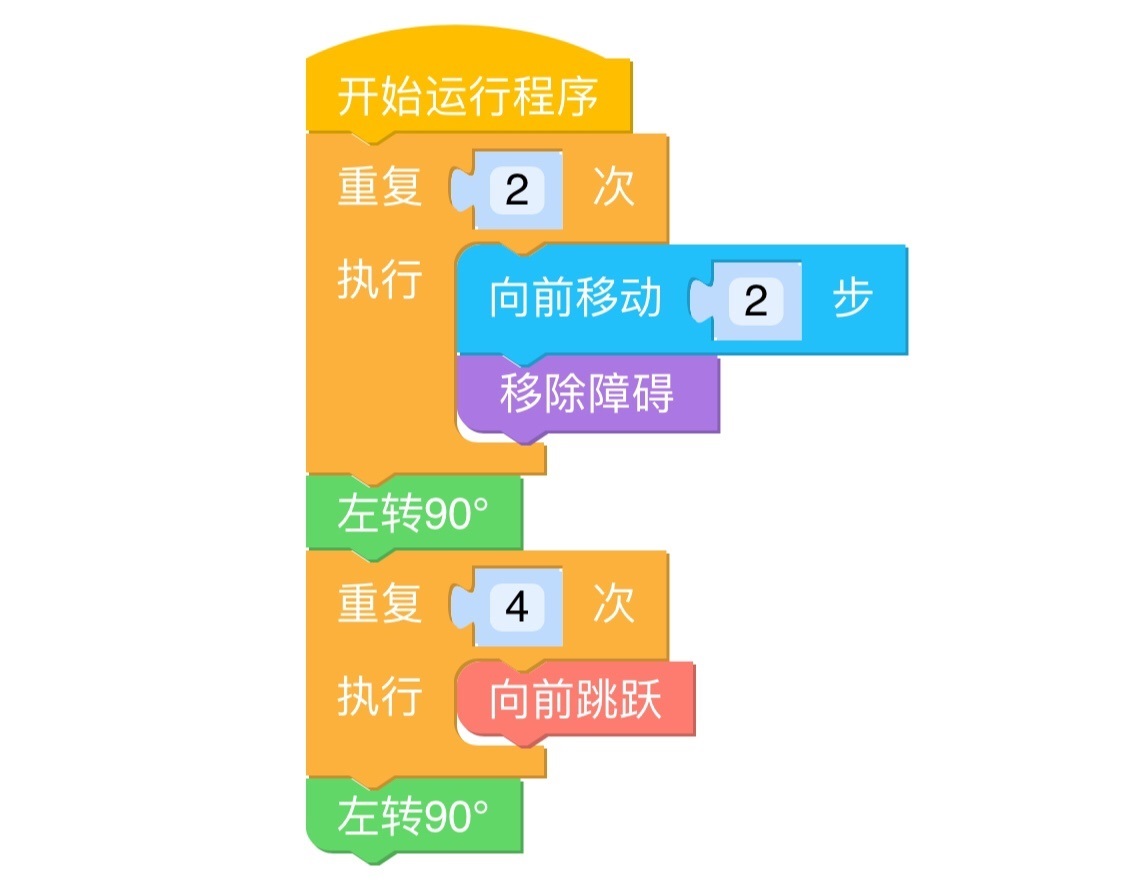 开始运行程序
重复 2 次
执行
向前移动 2 步
移除障碍
左转90°
重复 4 次
执行 向前跳跃
左转90°